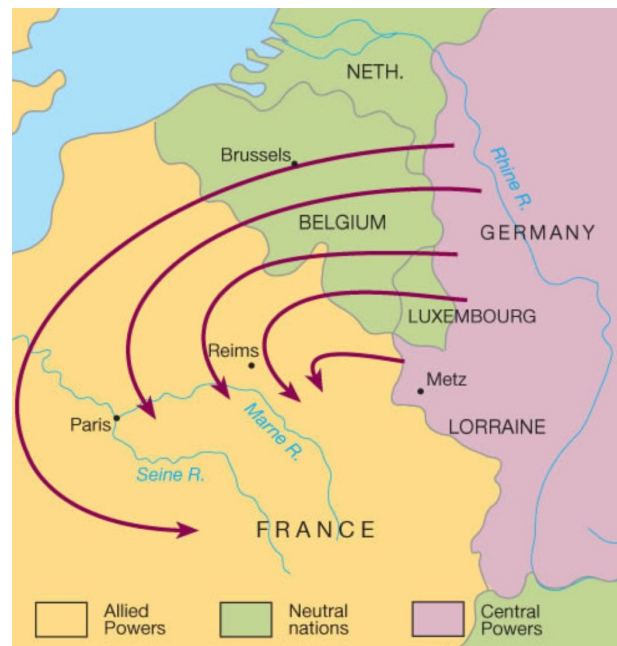 NETH.
Rhine R.
Brussels
BELGIUM
GERMANY
LUXEMBOURG
Reims
Metz
Paris
Marne R.
LORRAINE
Seine R.
FRANCE
Allied
Powers
Neutral
nations
Central
Powers